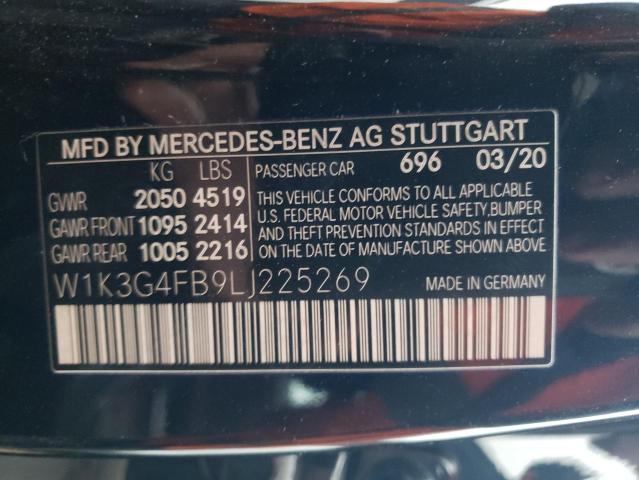 MFD BY MERCEDES-BENZ AG STUTTGART
KG LBS PASSENGER CAR 696 03/20
GVWR 2050 4519 THIS VEHICLE CONFORMS TO ALL APPLICABLE
GAWR FRONT 1095 2414 U.S. FEDERAL MOTOR VEHICLE SAFETY, BUMPER
GAWR REAR 1005 2216 AND THEFT PREVENTION STANDARDS IN EFFECT
ON THE DATE OF MANUFACTURE SHOWN ABOVE.
W1K3G4FB9LJ225269 MADE IN GERMANY